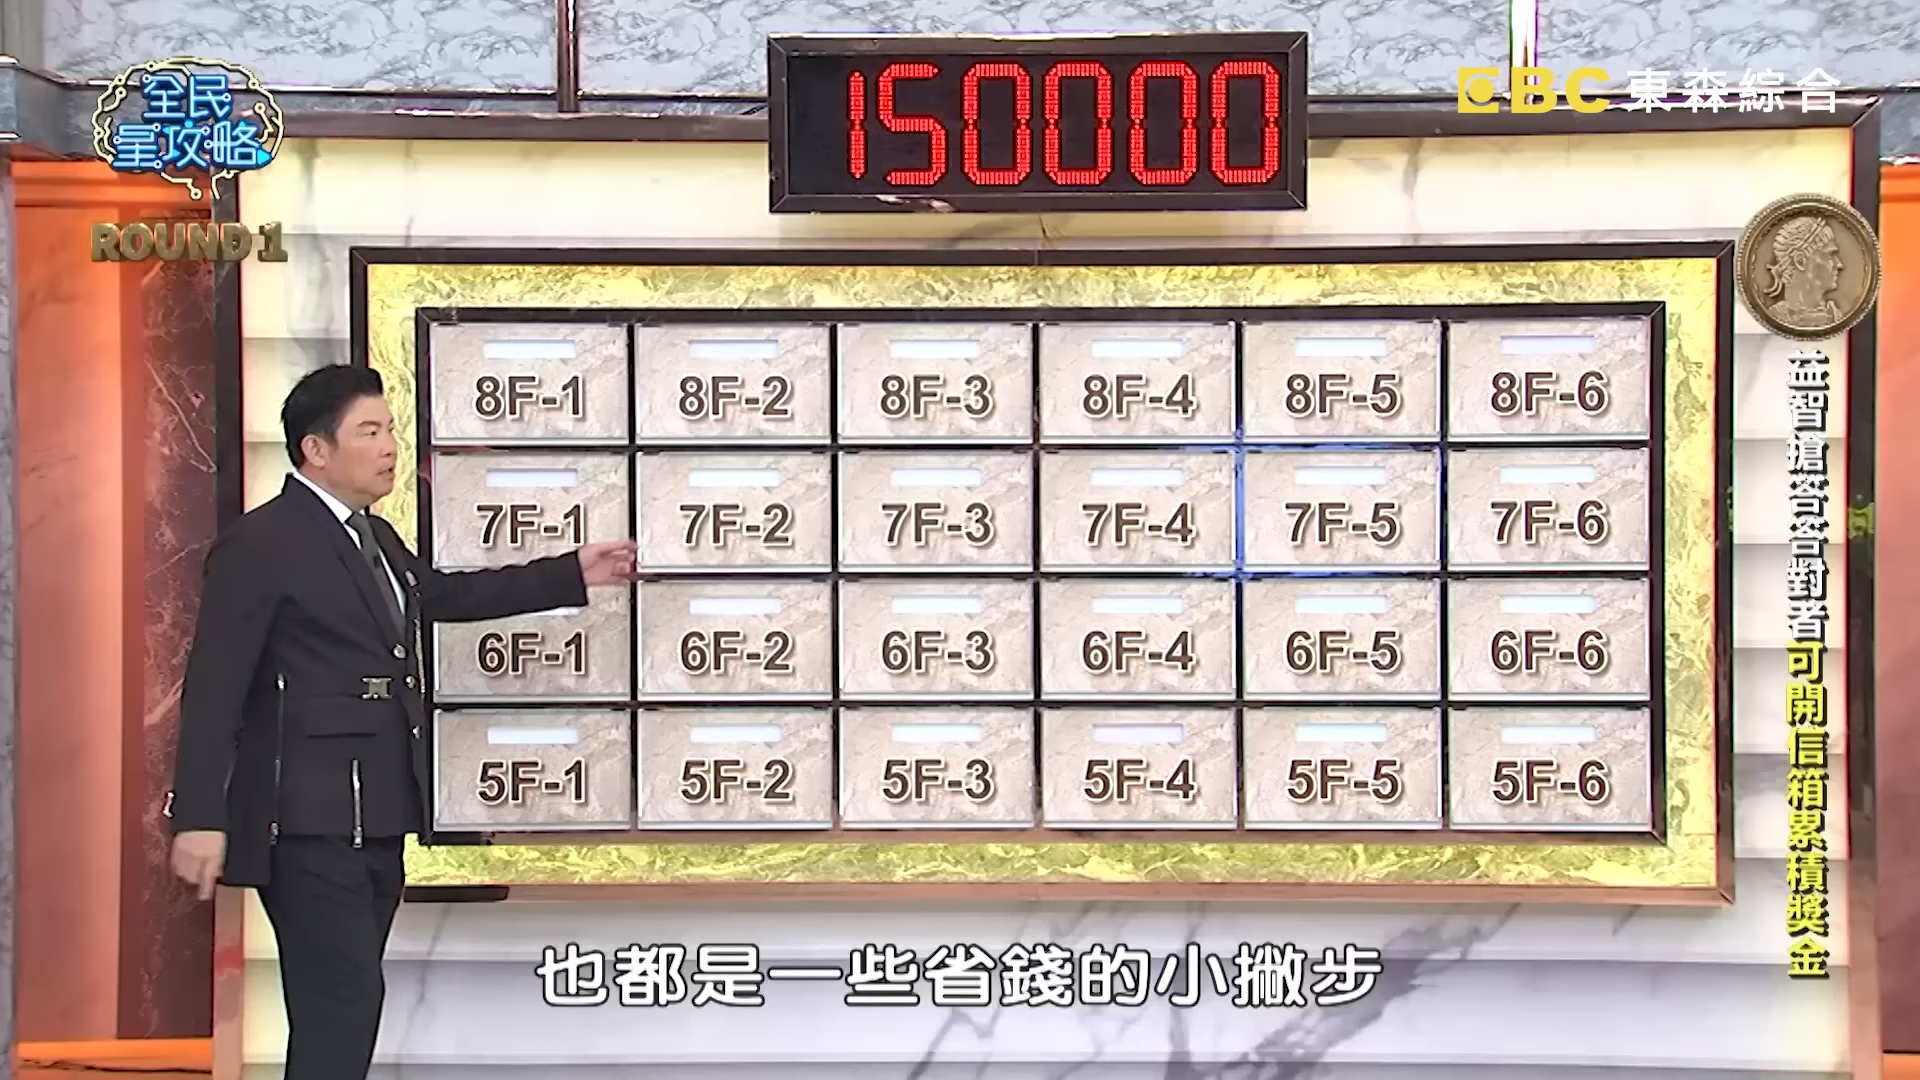 全民
星攻略
ROUND 1
150000
EBC 東森綜合
8F-1 8F-2 8F-3 8F-4 8F-5 8F-6
7F-1 7F-2 7F-3 7F-4 7F-5 7F-6
6F-1 6F-2 6F-3 6F-4 6F-5 6F-6
5F-1 5F-2 5F-3 5F-4 5F-5 5F-6
益智搶答答對者可開信箱累積獎金
也都是一些省錢的小撇步